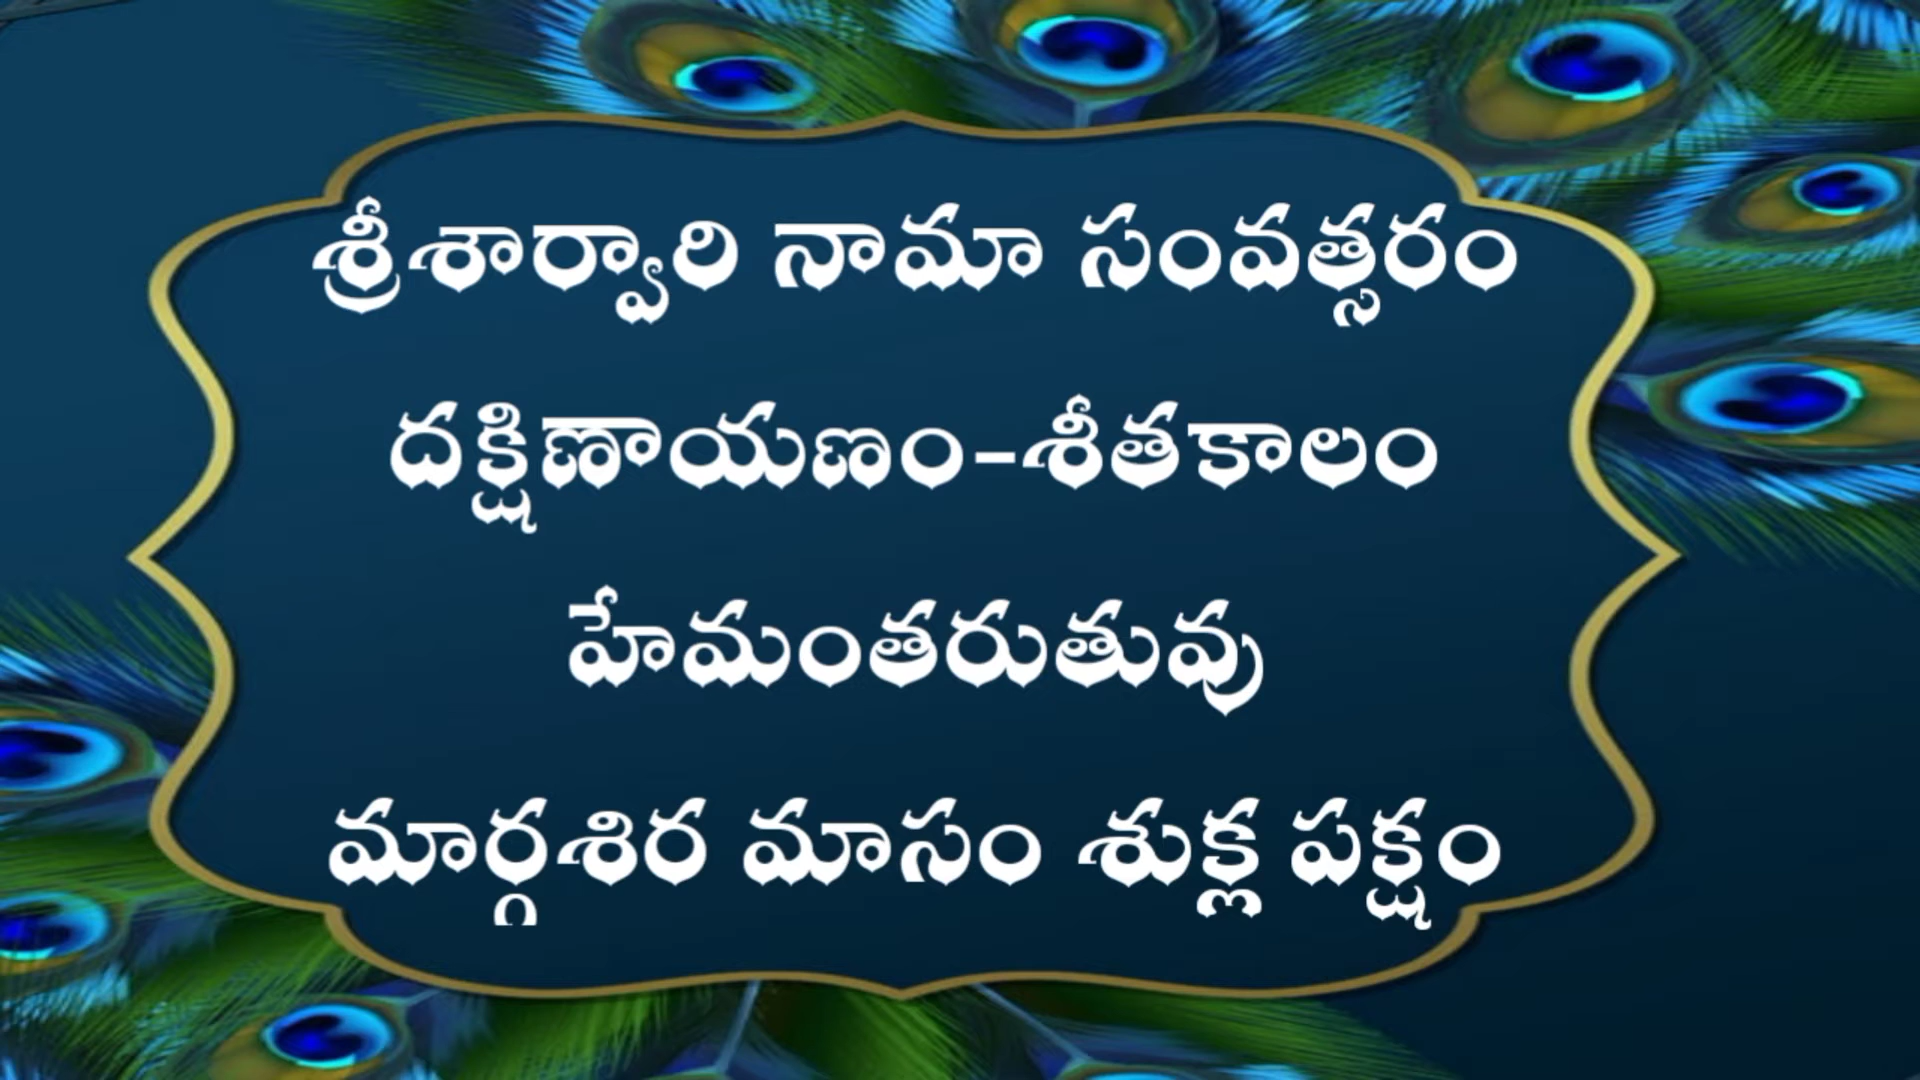 శ్రీశార్వారి నామా సంవత్సరం
దక్షిణాయణం-శీతకాలం
హేమంతరుతువు
మార్గశిర మాసం శుక్ల పక్షం